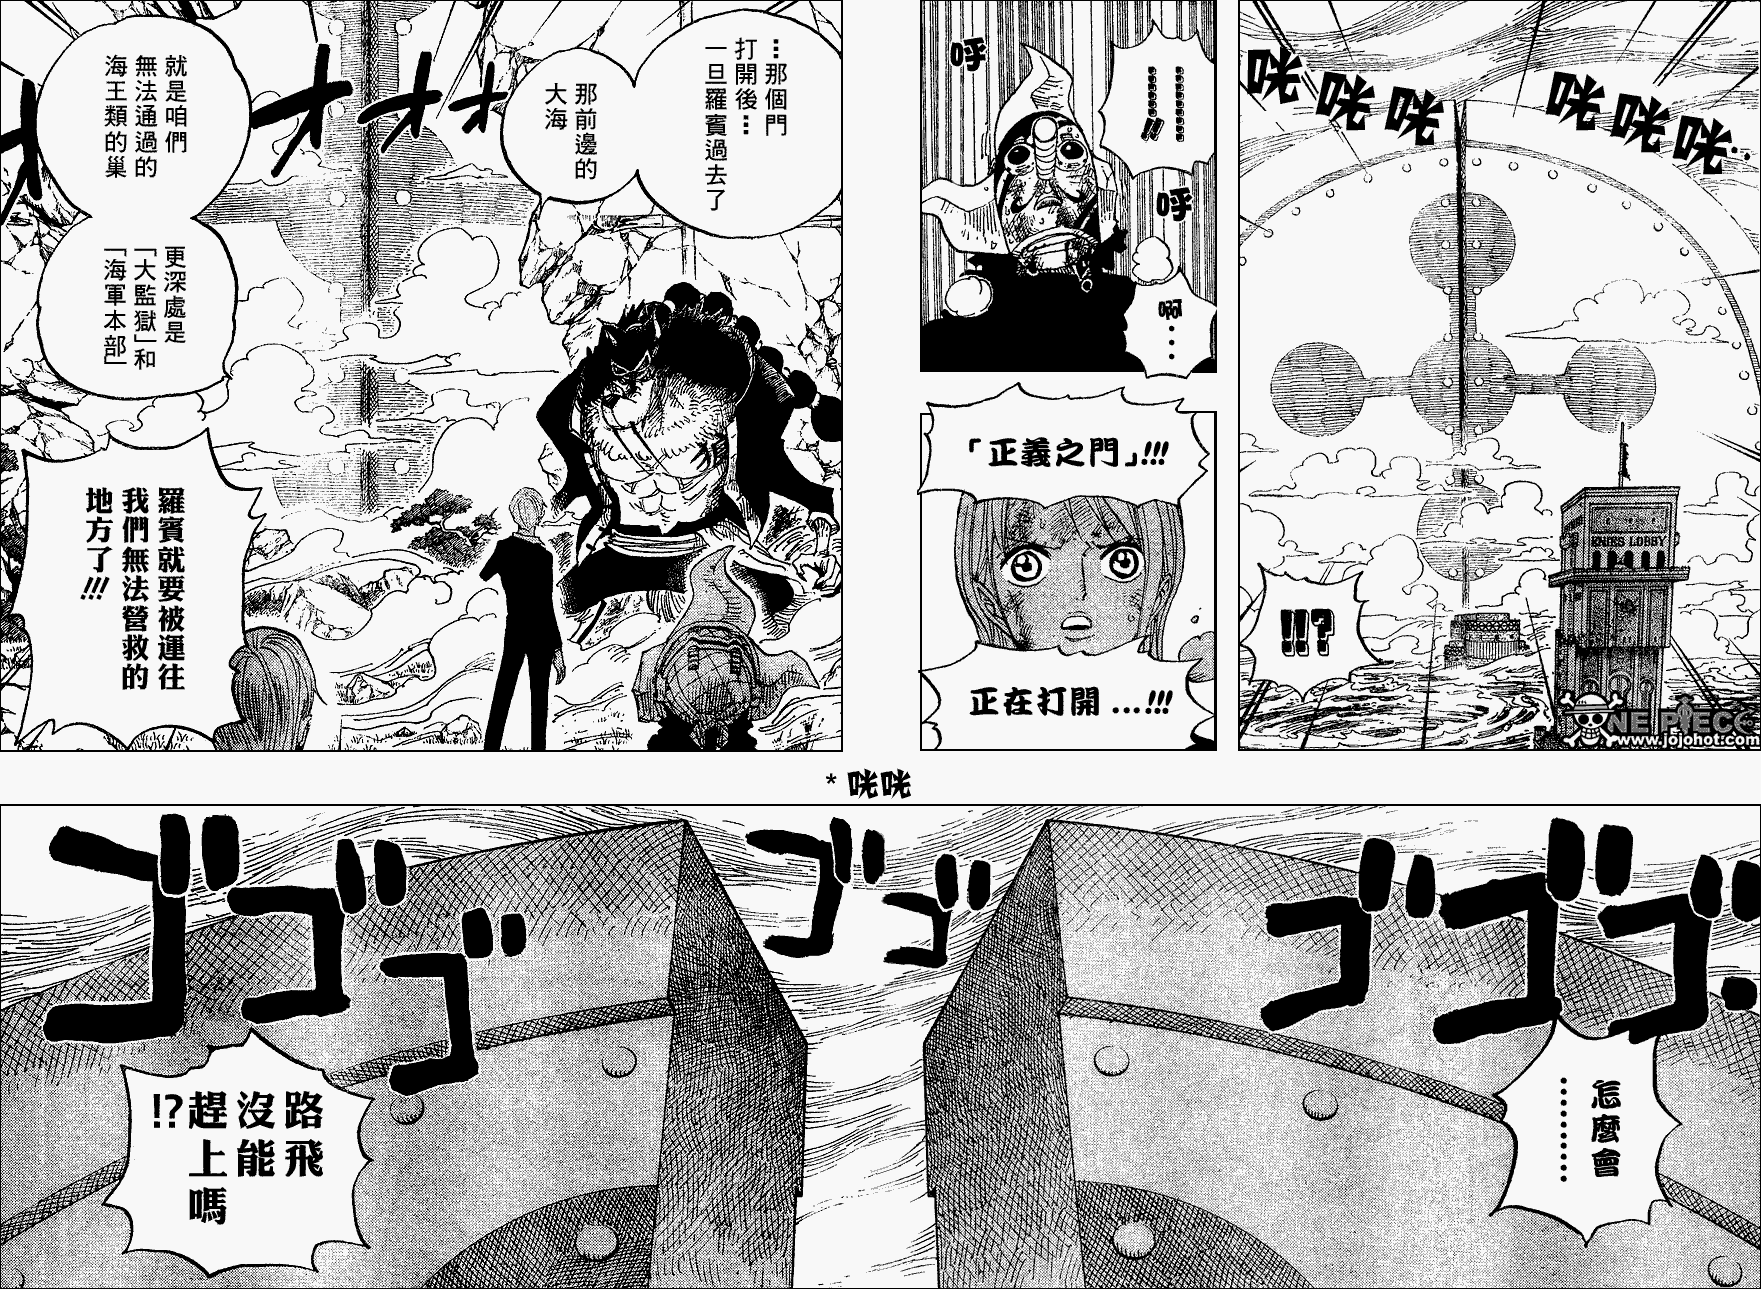 咣咣咣
咣咣咣…
!!?
ENIES LOBBY
ONE PIECE
www.jojohot.com
………………!!
呼
呼
啊…
「正義之門」!!!
正在打開…!!!
…那個門
打開後…
一旦羅賓過去了
那前邊的
大海
オオオオオ
就是咱們
無法通過的
海王類的巢
更深處是
「大監獄」和
「海軍本部」
羅賓就要被運往
我們無法營救的
地方了!!!
* 咣咣
ゴゴゴゴゴゴゴゴ
怎麼會
………
路飛
沒能
趕上嗎
!?